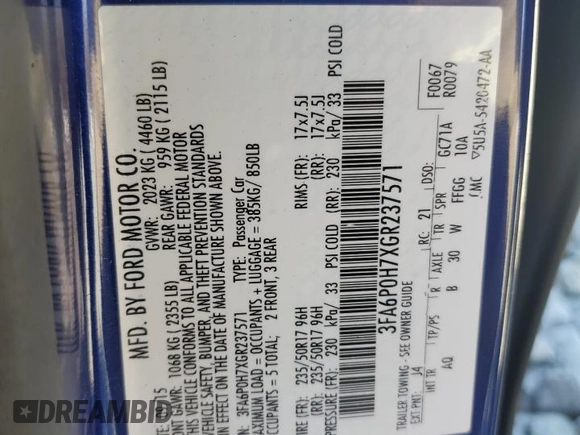 MFD. BY FORD MOTOR CO.
GVWR: 2023 KG ( 4460 LB)
FRONT GAWR: 1068 KG ( 2355 LB) REAR GAWR: 959 KG ( 2115 LB)
THIS VEHICLE CONFORMS TO ALL APPLICABLE FEDERAL MOTOR
VEHICLE SAFETY, BUMPER, AND THEFT PREVENTION STANDARDS
IN EFFECT ON THE DATE OF MANUFACTURE SHOWN ABOVE.
VIN: 3FA6P0H7XGR237571 TYPE: Passenger Car
MAXIMUM LOAD = OCCUPANTS + LUGGAGE = 385KG/ 850LB
OCCUPANTS = 5 TOTAL; 2 FRONT, 3 REAR
TIRE (FR): 235/50R17 96H RIMS (FR): 17x7.5J
(RR): 235/50R17 96H (RR): 17x7.5J
PRESSURE (FR): 230 kPa/ 33 PSI COLD (RR): 230 kPa/ 33 PSI COLD
3FA6P0H7XGR237571
TRAILER TOWING - SEE OWNER GUIDE
F0067
R0079
EXT PNT: J4 RC: 21 DSO:
INT TR TP/PS R AXLE TR SPR GC71A
AQ B 30 W FFGG 10A
▽5U5A-5420472-AA
AUTOBIDCARS